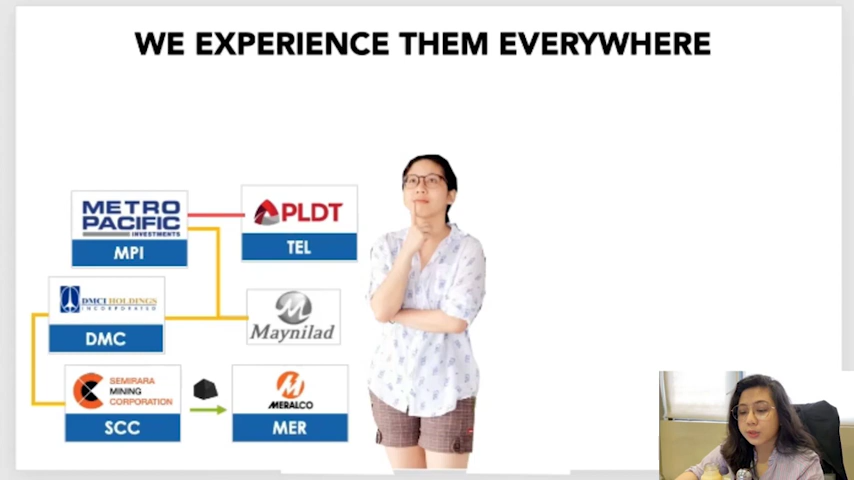 WE EXPERIENCE THEM EVERYWHERE
METRO
PACIFIC
INVESTMENTS
MPI
PLDT
TEL
DMCI HOLDINGS
INCORPORATED
DMC
Maynilad
SEMIRARA
MINING
CORPORATION
SCC
MERALCO
MER